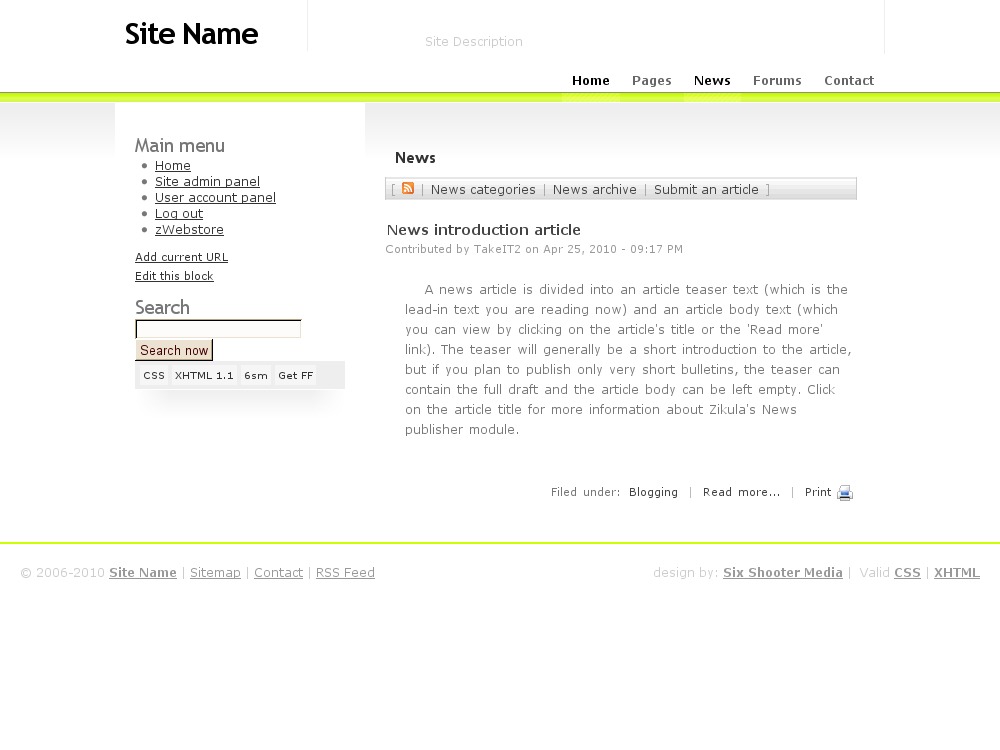 Site Name
Site Description
Home Pages News Forums Contact
Main menu
Home
Site admin panel
User account panel
Log out
zWebstore
Add current URL
Edit this block
Search
Search now
CSS XHTML 1.1 6sm Get FF
News
[ | News categories | News archive | Submit an article ]
News introduction article
Contributed by TakeIT2 on Apr 25, 2010 - 09:17 PM
A news article is divided into an article teaser text (which is the
lead-in text you are reading now) and an article body text (which
you can view by clicking on the article's title or the 'Read more'
link). The teaser will generally be a short introduction to the article,
but if you plan to publish only very short bulletins, the teaser can
contain the full draft and the article body can be left empty. Click
on the article title for more information about Zikula's News
publisher module.
Filed under: Blogging | Read more... | Print
© 2006-2010 Site Name | Sitemap | Contact | RSS Feed
design by: Six Shooter Media | Valid CSS | XHTML